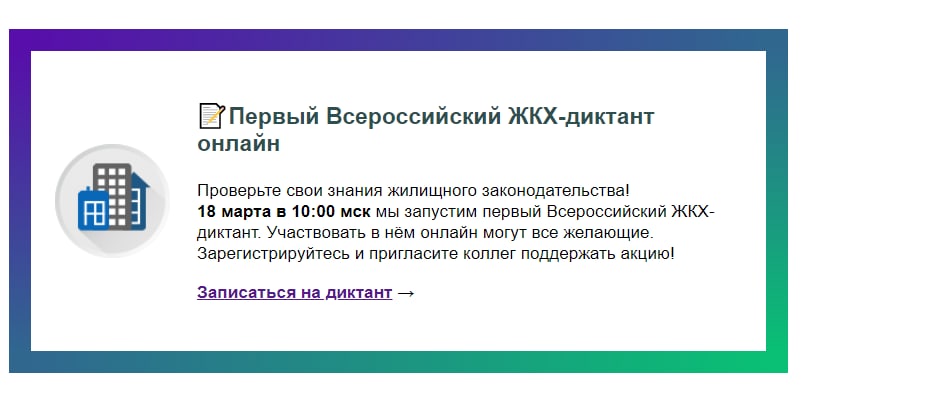 📝Первый Всероссийский ЖКХ-диктант
онлайн
Проверьте свои знания жилищного законодательства!
18 марта в 10:00 мск мы запустим первый Всероссийский ЖКХ-
диктант. Участвовать в нём онлайн могут все желающие.
Зарегистрируйтесь и пригласите коллег поддержать акцию!
Записаться на диктант →